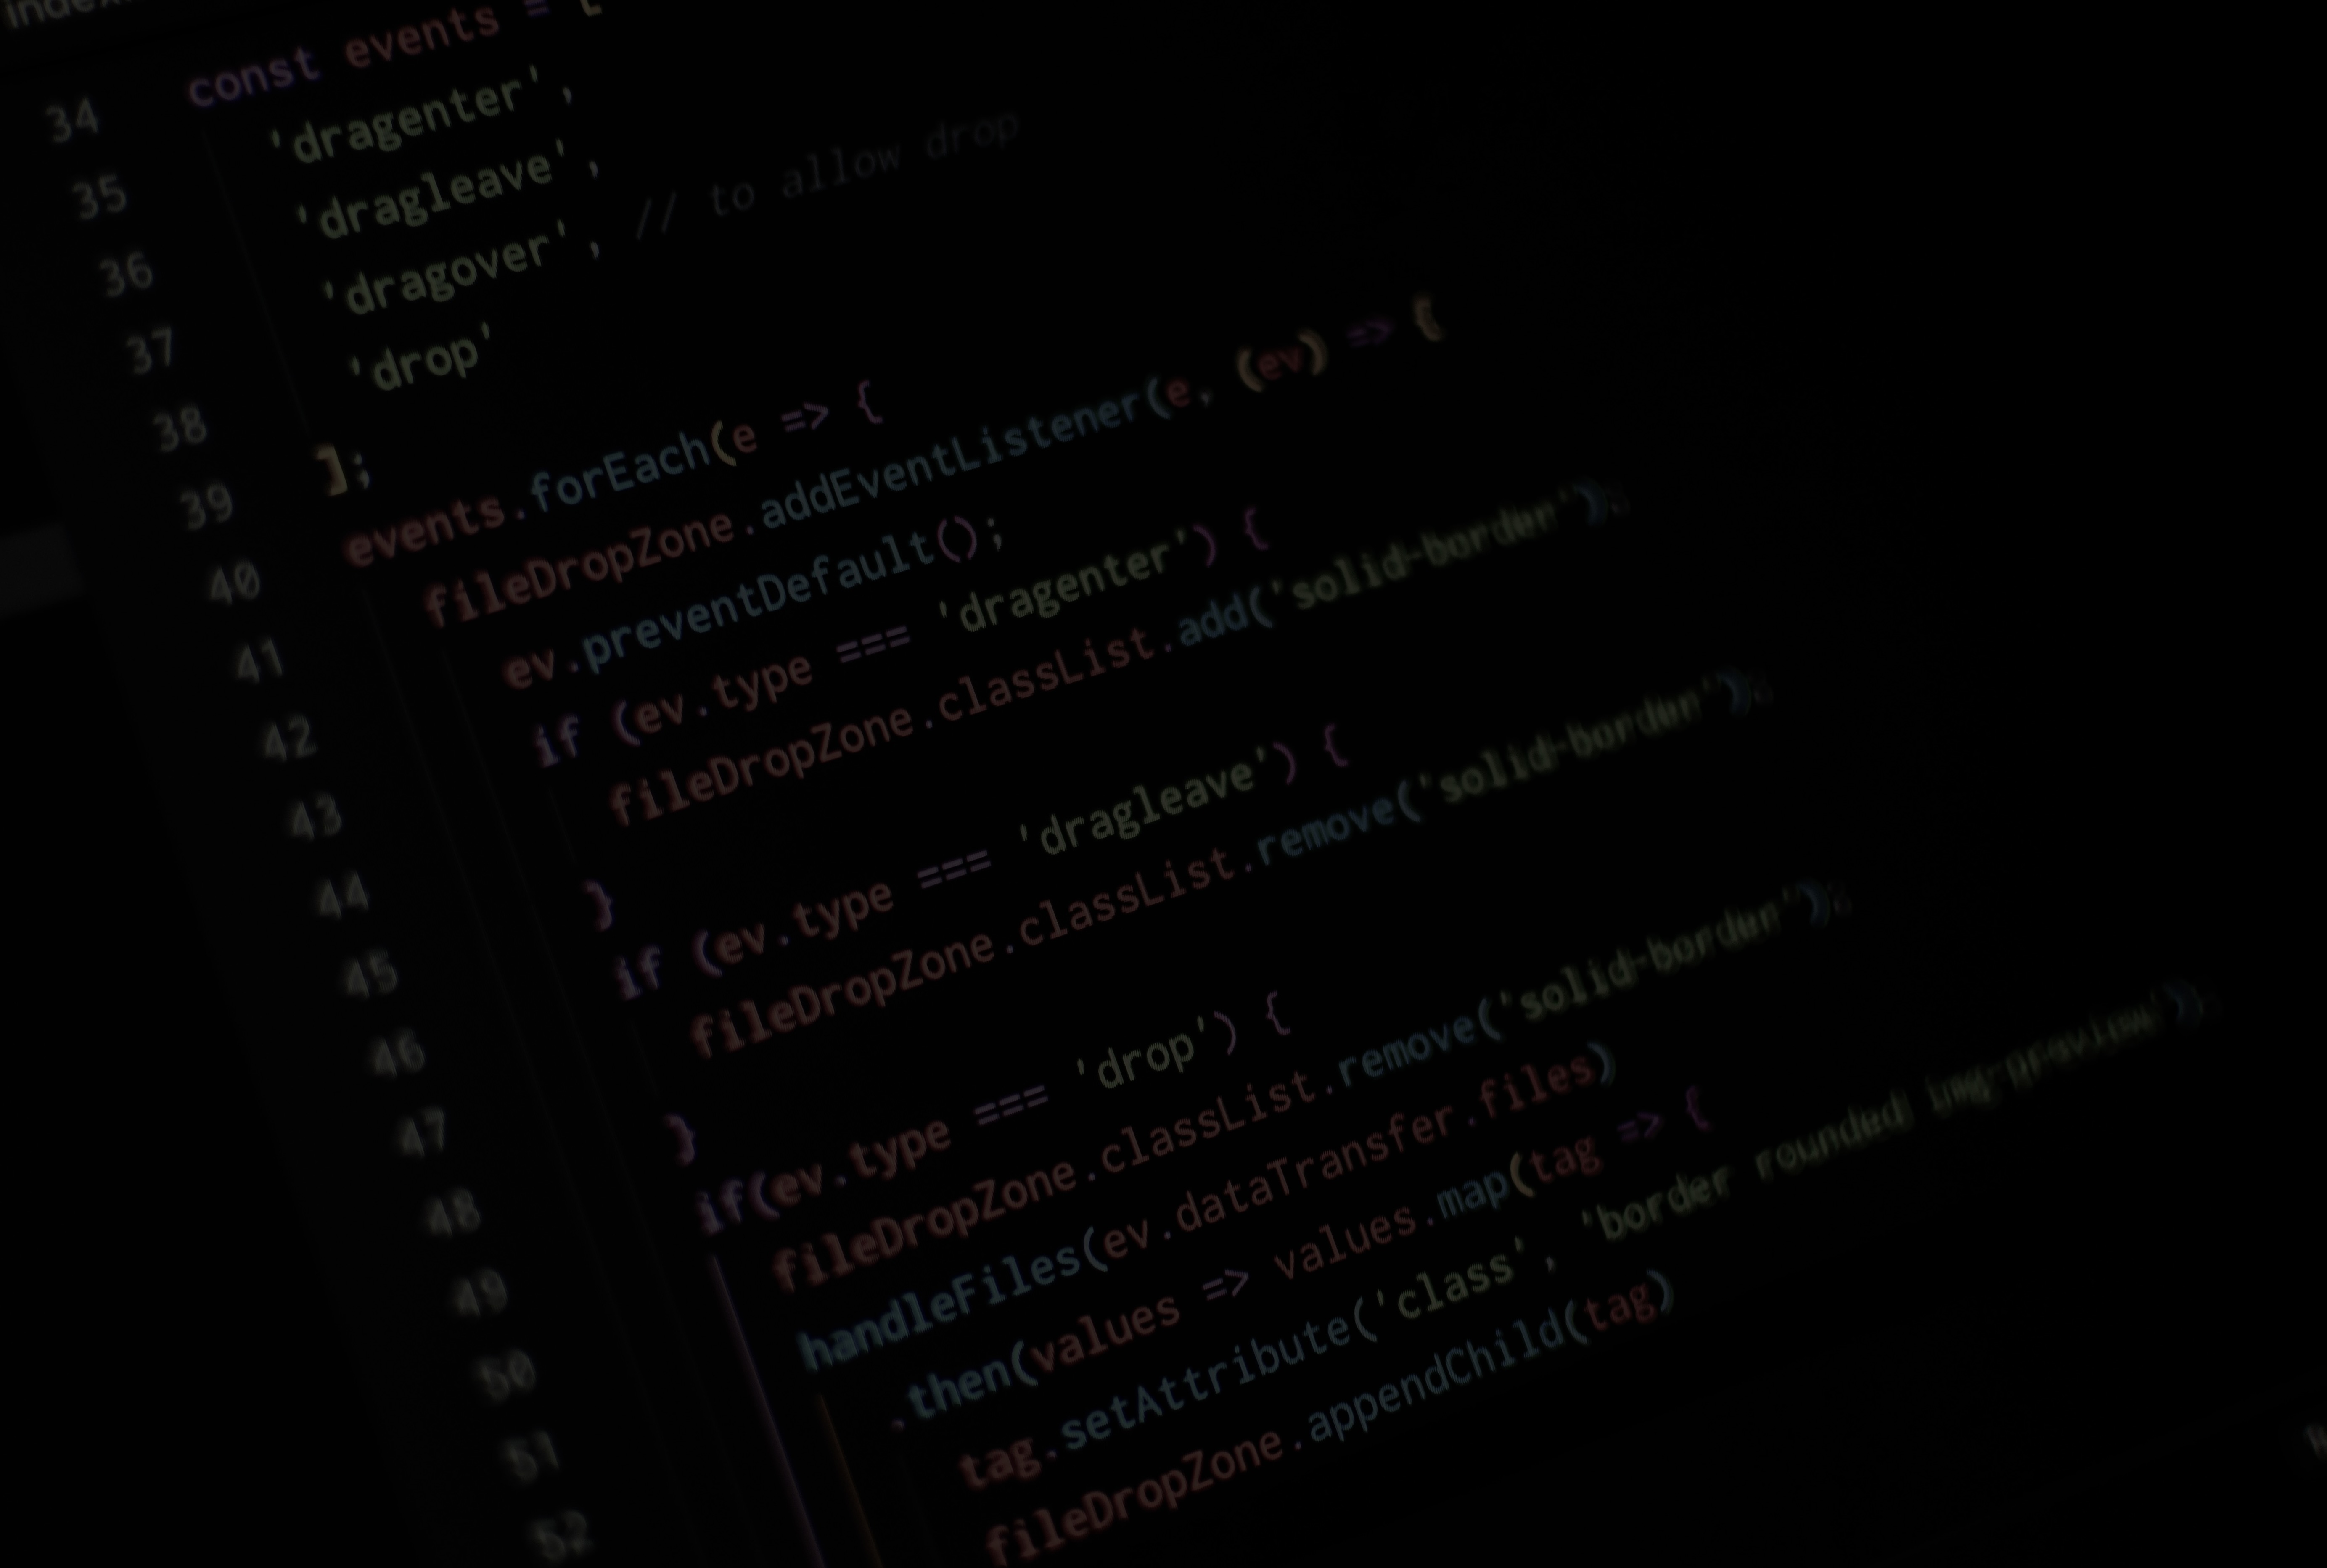 const events = [
34 'dragenter',
35 'dragleave',
36 'dragover', // to allow drop
37 'drop'
38 ];
39 events.forEach(e => {
40 fileDropZone.addEventListener(e, (ev) => {
41 ev.preventDefault();
42 if (ev.type === 'dragenter') {
43 fileDropZone.classList.add('solid-border');
44 }
45 if (ev.type === 'dragleave') {
46 fileDropZone.classList.remove('solid-border');
47 }
48 if(ev.type === 'drop') {
49 fileDropZone.classList.remove('solid-border');
50 handleFiles(ev.dataTransfer.files)
51 .then(values => values.map(tag => {
52 tag.setAttribute('class', 'border rounded img-preview');
fileDropZone.appendChild(tag)